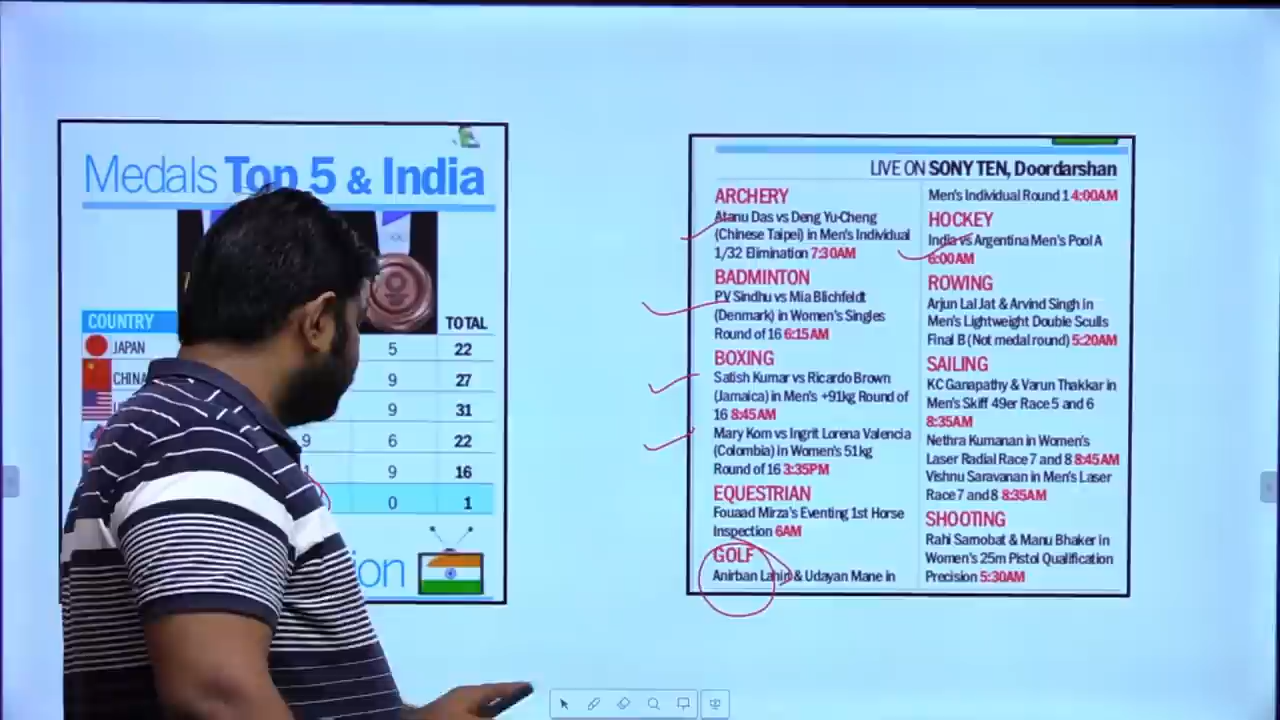 Medals Top 5 & India
COUNTRY
TOTAL
JAPAN 5 22
CHINA 9 27
9 31
9 6 22
9 16
0 1
LIVE ON SONY TEN, Doordarshan
ARCHERY
Atanu Das vs Deng Yu-Cheng
(Chinese Taipei) in Men's Individual
1/32 Elimination 7:30AM
BADMINTON
PV Sindhu vs Mia Blichfeldt
(Denmark) in Women's Singles
Round of 16 6:15AM
BOXING
Satish Kumar vs Ricardo Brown
(Jamaica) in Men's +91kg Round of
16 8:45AM
Mary Kom vs Ingrit Lorena Valencia
(Colombia) in Women's 51kg
Round of 16 3:35PM
EQUESTRIAN
Fouaad Mirza's Eventing 1st Horse
Inspection 6AM
GOLF
Anirban Lahiri & Udayan Mane in
Men's Individual Round 1 4:00AM
HOCKEY
India vs Argentina Men's Pool A
6:00AM
ROWING
Arjun Lal Jat & Arvind Singh in
Men's Lightweight Double Sculls
Final B (Not medal round) 5:20AM
SAILING
KC Ganapathy & Varun Thakkar in
Men's Skiff 49er Race 5 and 6
8:35AM
Nethra Kumanan in Women's
Laser Radial Race 7 and 8 8:45AM
Vishnu Saravanan in Men's Laser
Race 7 and 8 8:35AM
SHOOTING
Rahi Sarnobat & Manu Bhaker in
Women's 25m Pistol Qualification
Precision 5:30AM